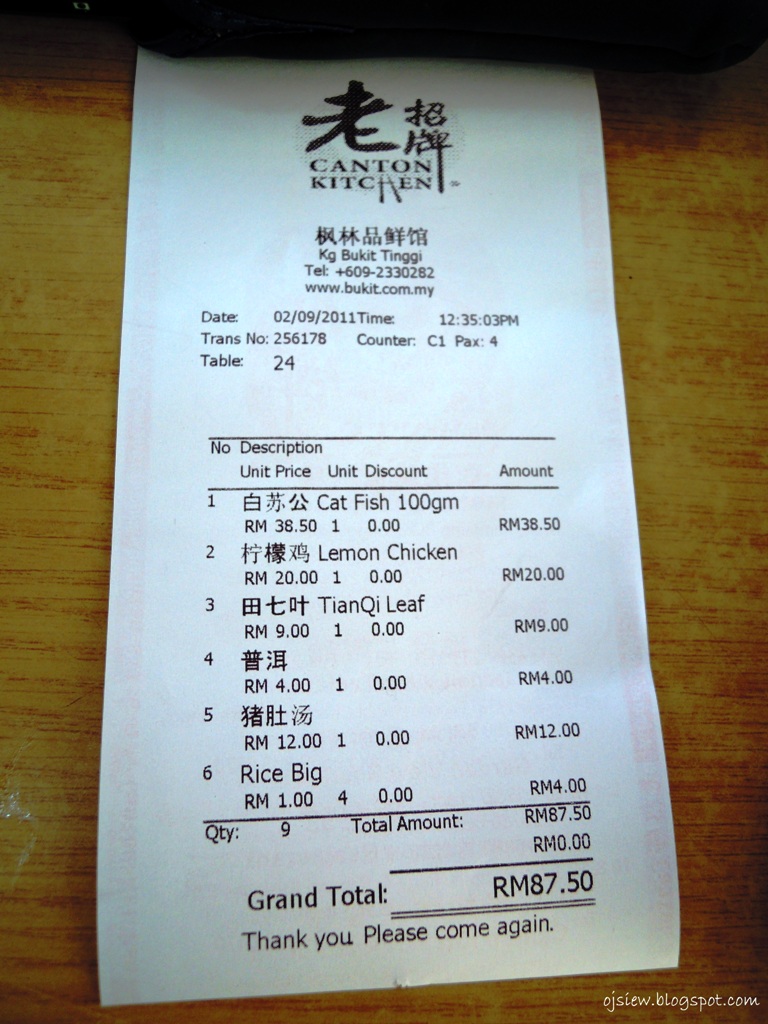 老招牌
CANTON
KITCHEN
枫林品鲜馆
Kg Bukit Tinggi
Tel: +609-2330282
www.bukit.com.my
Date: 02/09/2011Time: 12:35:03PM
Trans No: 256178 Counter: C1 Pax: 4
Table: 24
No Description
Unit Price Unit Discount Amount
1 白苏公 Cat Fish 100gm
RM 38.50 1 0.00 RM38.50
2 柠檬鸡 Lemon Chicken
RM 20.00 1 0.00 RM20.00
3 田七叶 TianQi Leaf
RM 9.00 1 0.00 RM9.00
4 普洱
RM 4.00 1 0.00 RM4.00
5 猪肚汤
RM 12.00 1 0.00 RM12.00
6 Rice Big
RM 1.00 4 0.00 RM4.00
Qty: 9 Total Amount: RM87.50
RM0.00
Grand Total: RM87.50
Thank you. Please come again.
ojsiew.blogspot.com